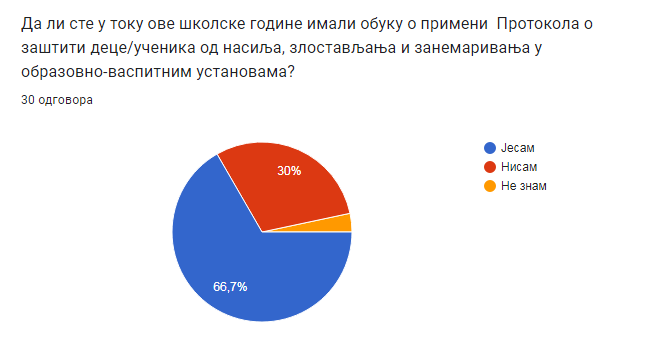 Да ли сте у току ове школске године имали обуку о примени  Протокола о
заштити деце/ученика од насиља, злостављања и занемаривања у
образовно-васпитним установама?
30 одговора
Јесам
Нисам
Не знам
30%
66,7%